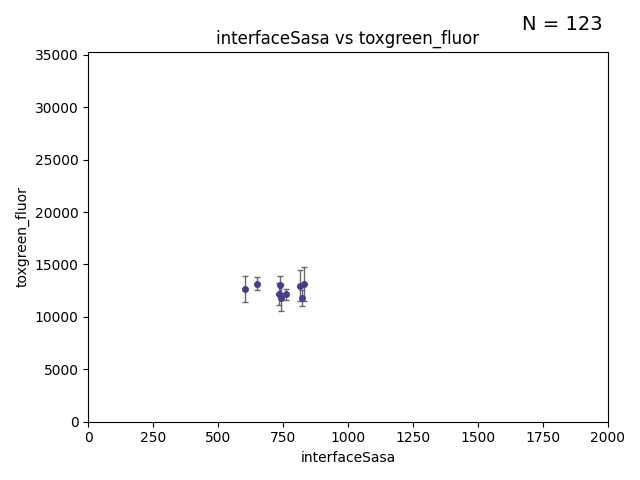 N = 123
interfaceSasa vs toxgreen_fluor
35000
30000
25000
20000
15000
10000
5000
0
toxgreen_fluor
0 250 500 750 1000 1250 1500 1750 2000
interfaceSasa